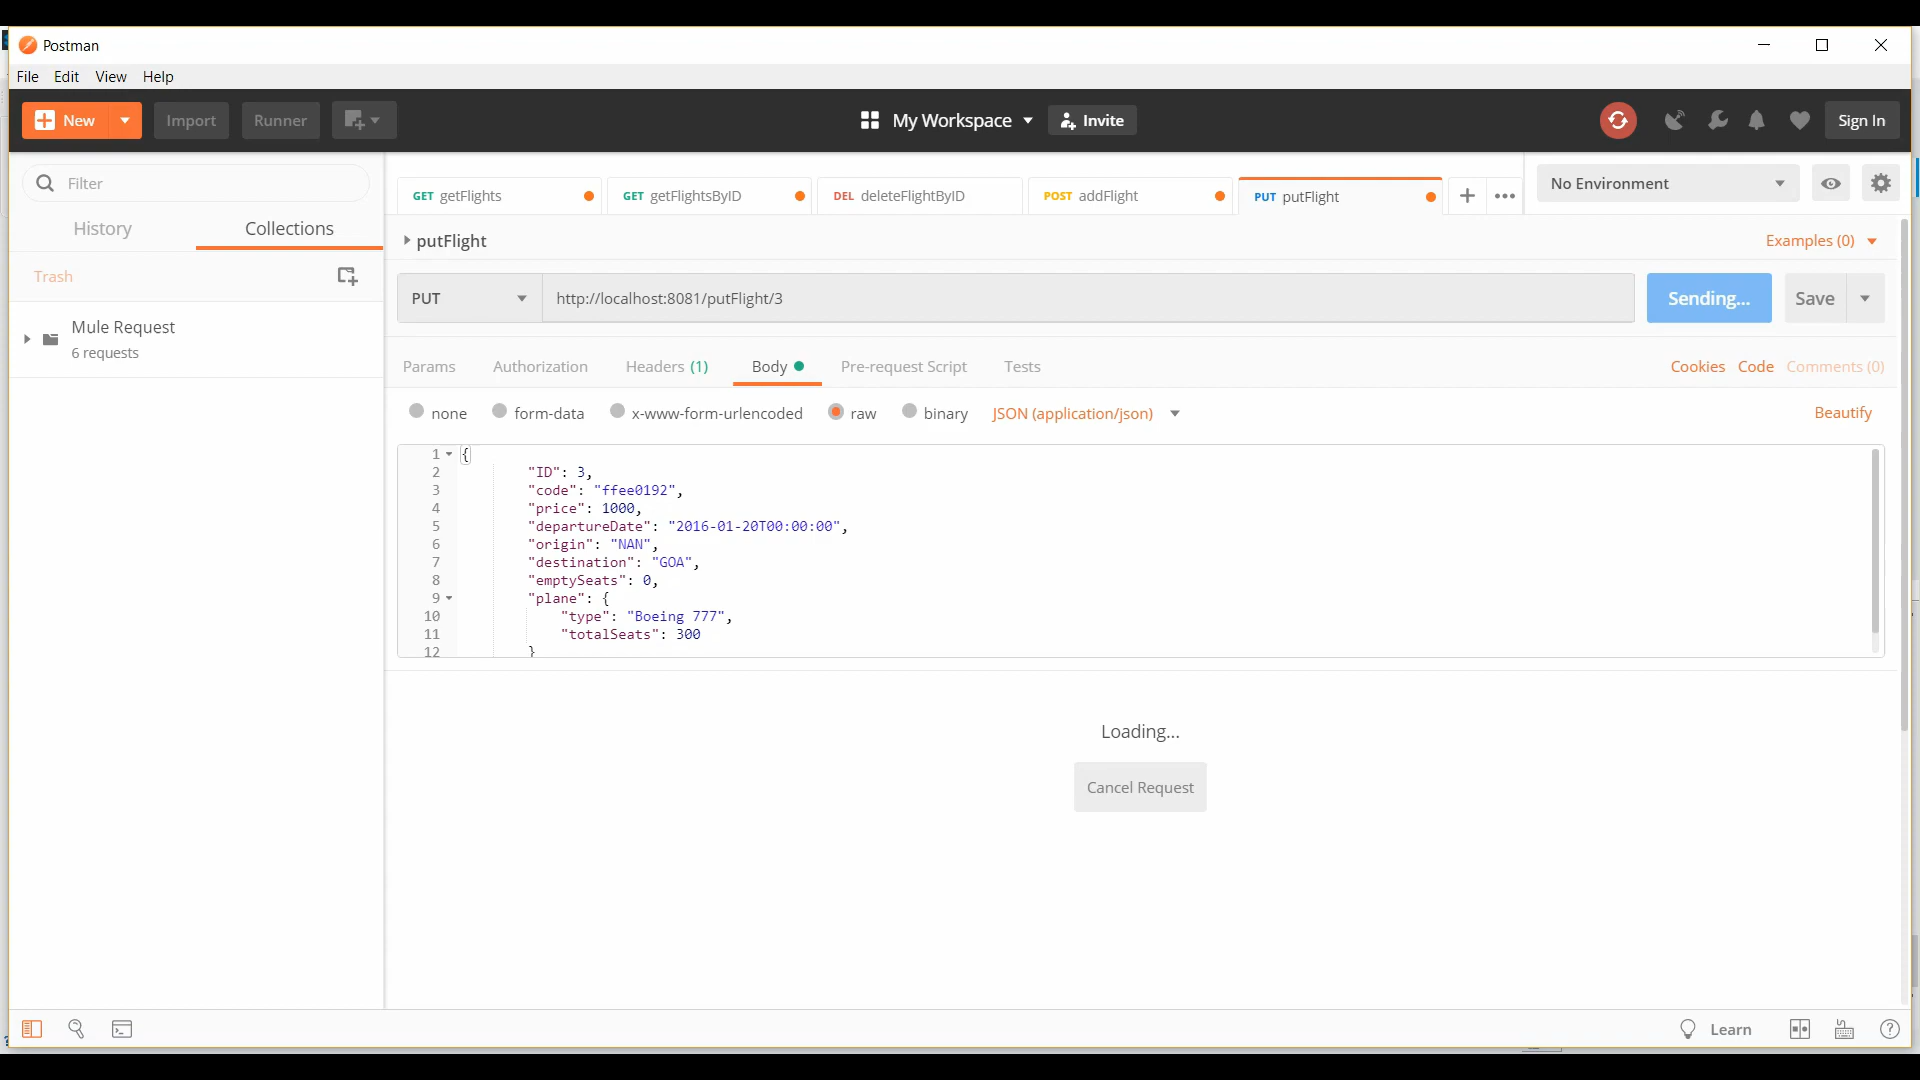 Postman
File Edit View Help
New Import Runner My Workspace Invite Sign In
Filter
History Collections
Trash
Mule Request
6 requests
GET getFlights GET getFlightsByID DEL deleteFlightByID POST addFlight PUT putFlight + ••• No Environment
putFlight Examples (0)
PUT http://localhost:8081/putFlight/3 Sending... Save
Params Authorization Headers (1) Body Pre-request Script Tests Cookies Code Comments (0)
none form-data x-www-form-urlencoded raw binary JSON (application/json) Beautify
1 {
2 "ID": 3,
3 "code": "ffee0192",
4 "price": 1000,
5 "departureDate": "2016-01-20T00:00:00",
6 "origin": "NAN",
7 "destination": "GOA",
8 "emptySeats": 0,
9 "plane": {
10 "type": "Boeing 777",
11 "totalSeats": 300
12 }
Loading...
Cancel Request
Learn